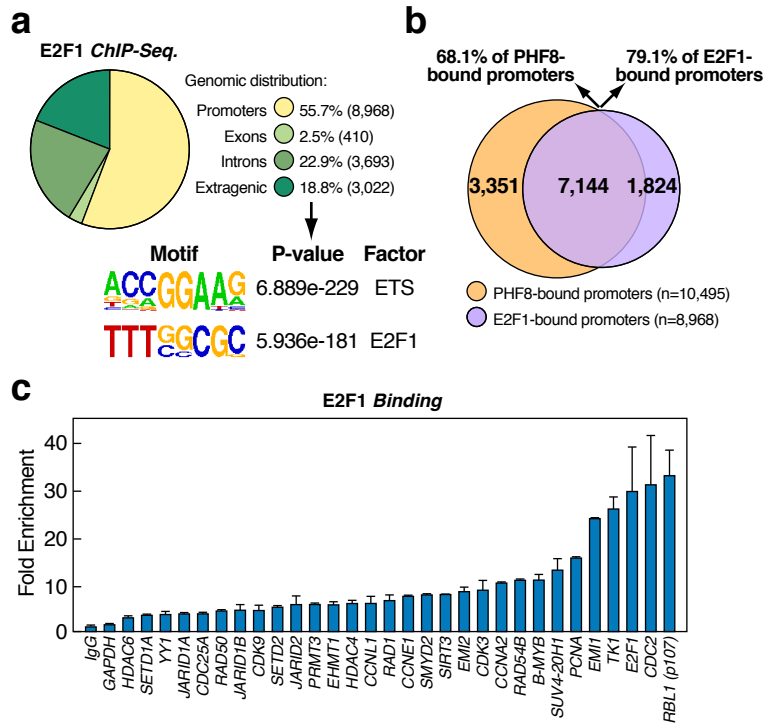 a
E2F1 ChIP-Seq.
Genomic distribution:
Promoters 55.7% (8,968)
Exons 2.5% (410)
Introns 22.9% (3,693)
Extragenic 18.8% (3,022)
Motif P-value Factor
ACCGGAAG 6.889e-229 ETS
TTTGGCGC 5.936e-181 E2F1
b
68.1% of PHF8-
bound promoters
79.1% of E2F1-
bound promoters
3,351 7,144 1,824
PHF8-bound promoters (n=10,495)
E2F1-bound promoters (n=8,968)
c
E2F1 Binding
Fold Enrichment
40
30
20
10
0
IgG
GAPDH
HDAC6
SETD1A
YY1
JARID1A
CDC25A
RAD50
JARID1B
CDK9
SETD2
JARID2
PRMT3
EHMT1
HDAC4
CCNL1
RAD1
CCNE1
SMYD2
SIRT3
EMI2
CDK3
CCNA2
RAD54B
B-MYB
SUV4-20H1
PCNA
EMI1
TK1
E2F1
CDC2
RBL1 (p107)